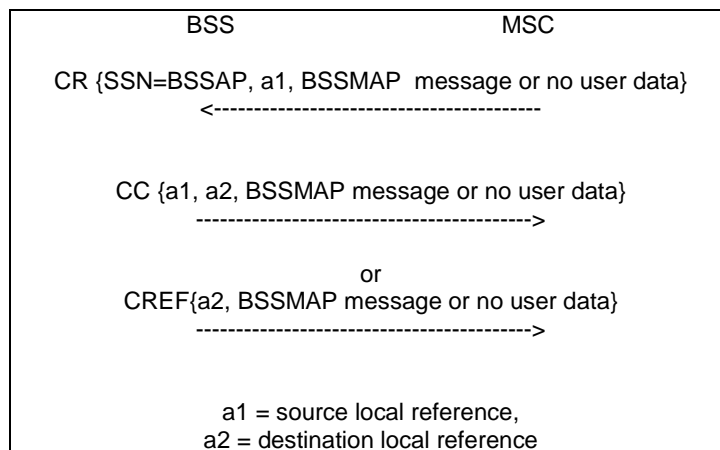 BSS MSC
CR {SSN=BSSAP, a1, BSSMAP message or no user data}
<-----------------------------------------
CC {a1, a2, BSSMAP message or no user data}
------------------------------------------>
or
CREF{a2, BSSMAP message or no user data}
------------------------------------------>
a1 = source local reference,
a2 = destination local reference